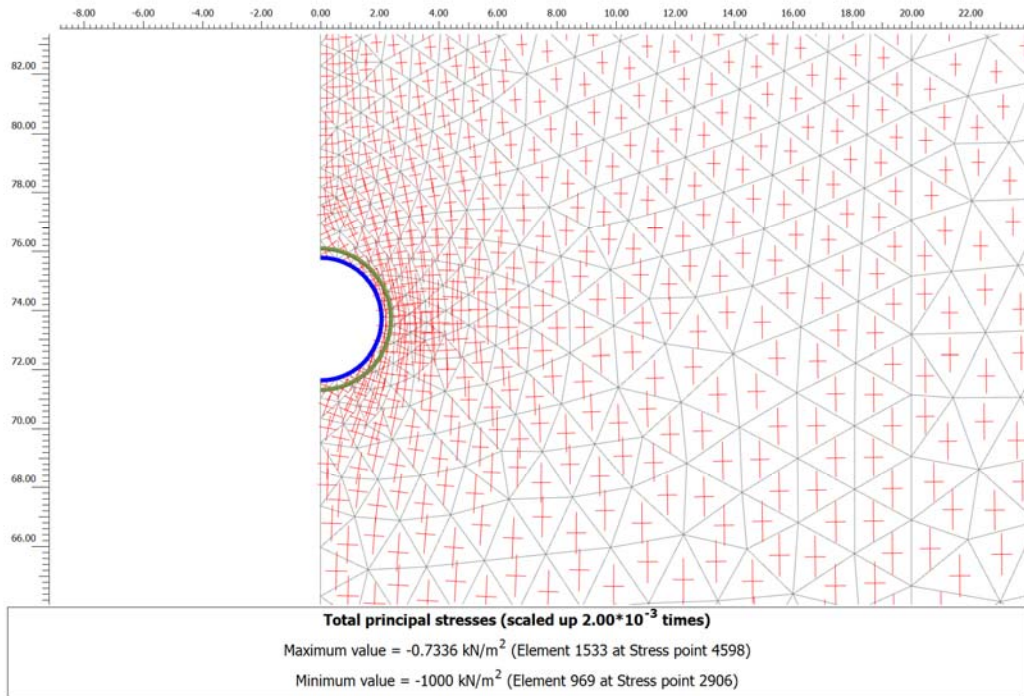 -8.00 -6.00 -4.00 -2.00 0.00 2.00 4.00 6.00 8.00 10.00 12.00 14.00 16.00 18.00 20.00 22.00
82.00
80.00
78.00
76.00
74.00
72.00
70.00
68.00
66.00
Total principal stresses (scaled up 2.00*10⁻³ times)
Maximum value = -0.7336 kN/m² (Element 1533 at Stress point 4598)
Minimum value = -1000 kN/m² (Element 969 at Stress point 2906)